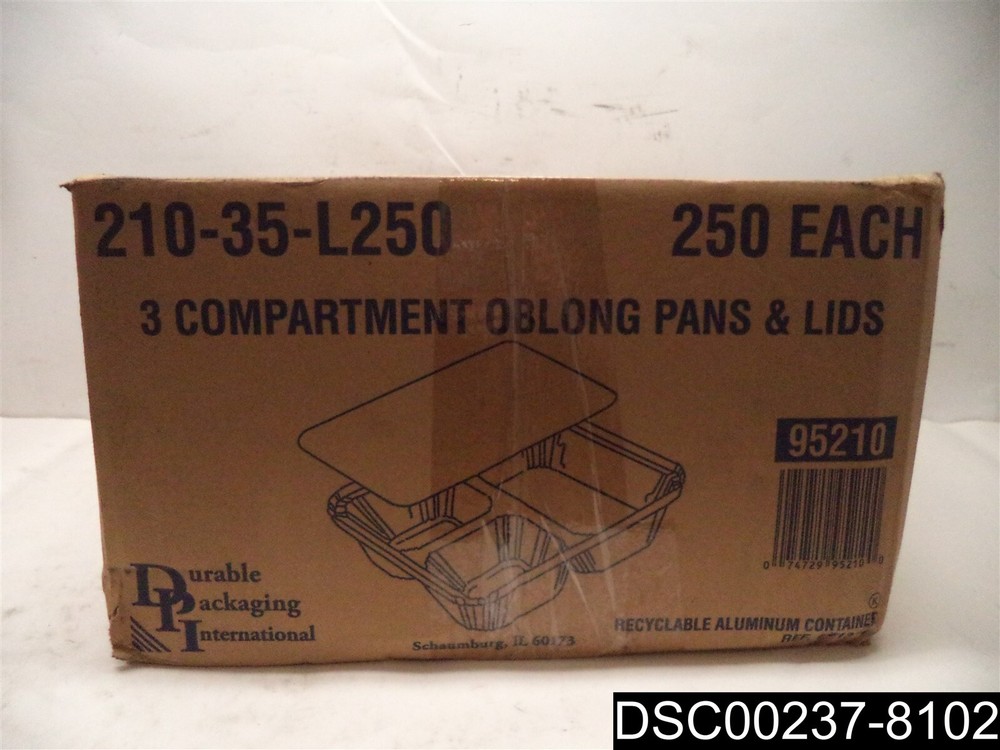 210-35-L250 250 EACH
3 COMPARTMENT OBLONG PANS & LIDS
95210
0 74729 95210 0
Durable
Packaging
International
Schaumburg, IL 60173
K
RECYCLABLE ALUMINUM CONTAINER
REF.
DSC00237-8102